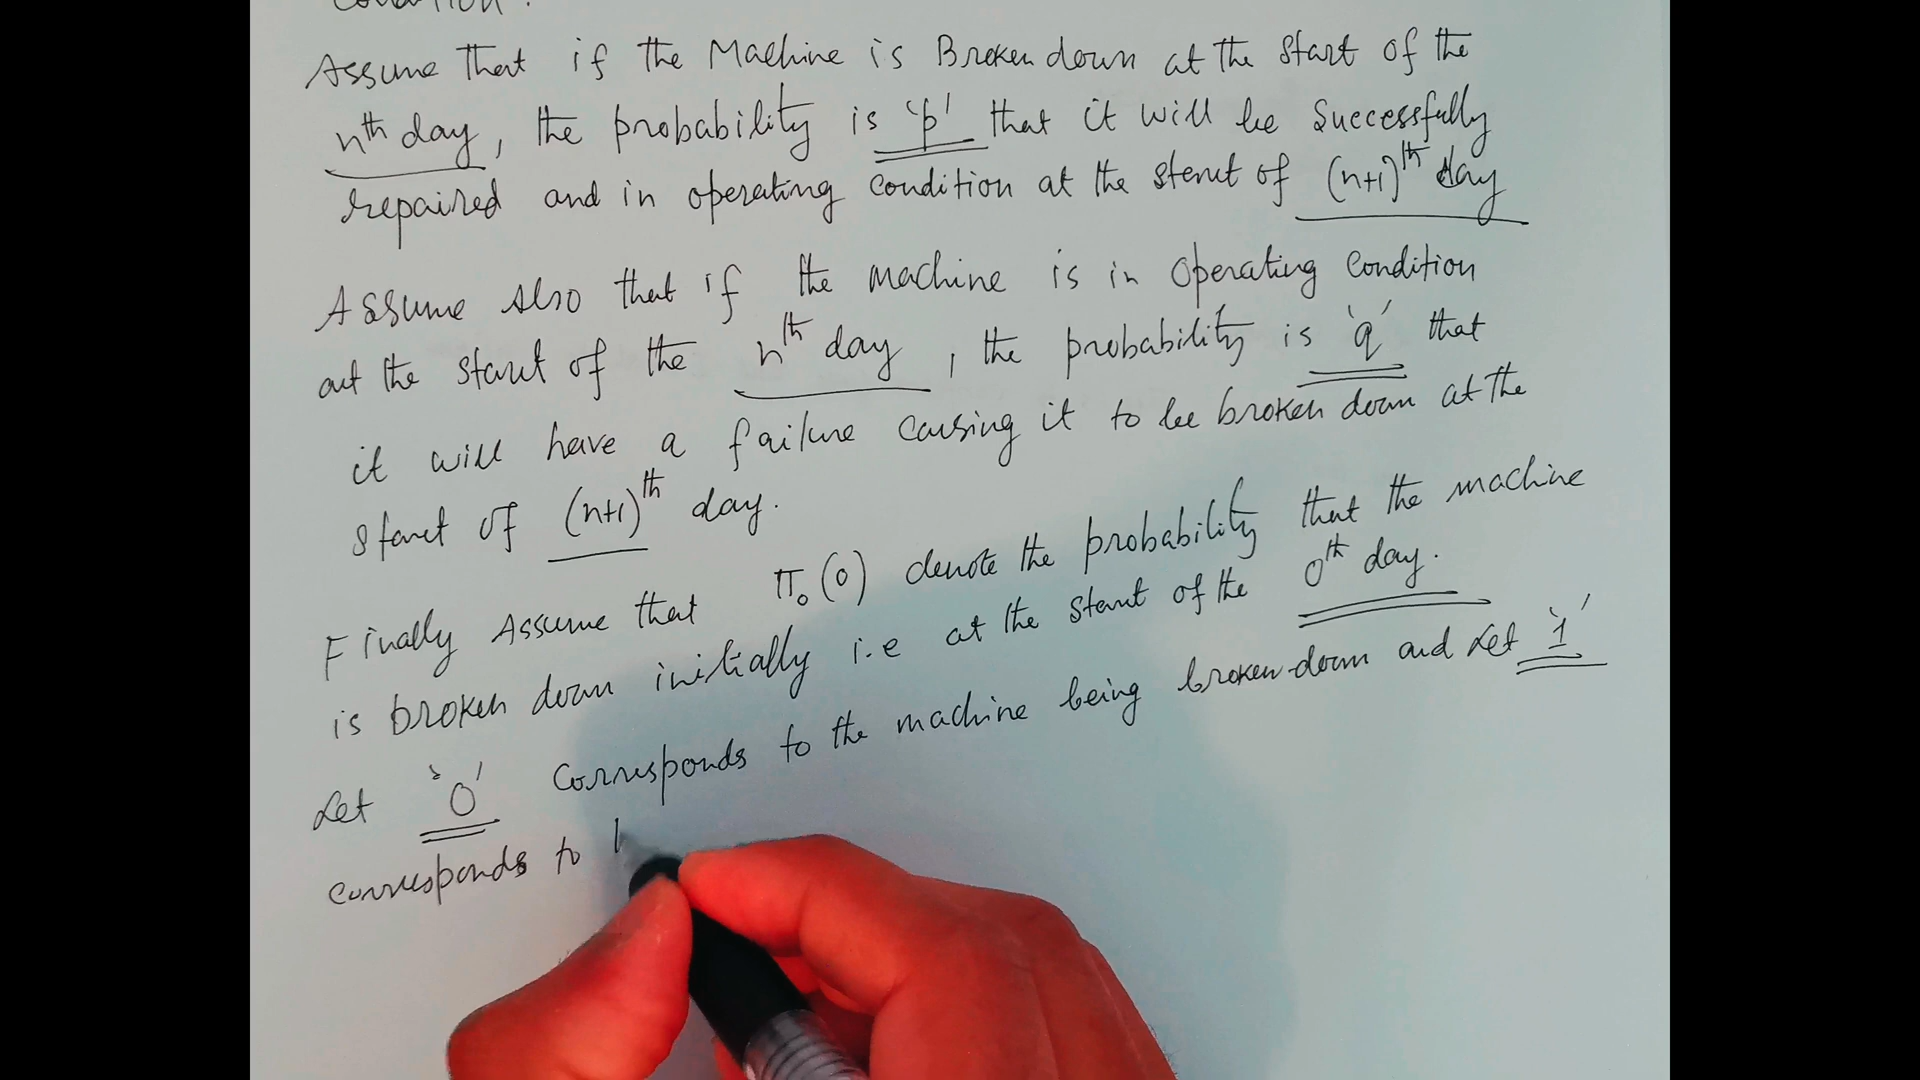 condition.
Assume that if the Machine is Broken down at the start of the
nth day, the probability is 'p' that it will be successfully
repaired and in operating condition at the start of (n+1)th day
Assume Also that if the machine is in operating condition
at the start of the nth day, the probability is 'q' that
it will have a failure causing it to be broken down at the
start of (n+1)th day.
Finally Assume that π₀(0) denote the probability that the machine
is broken down initially i.e at the start of the 0th day.
Let '0' corresponds to the machine being broken-down and let '1'
corresponds to